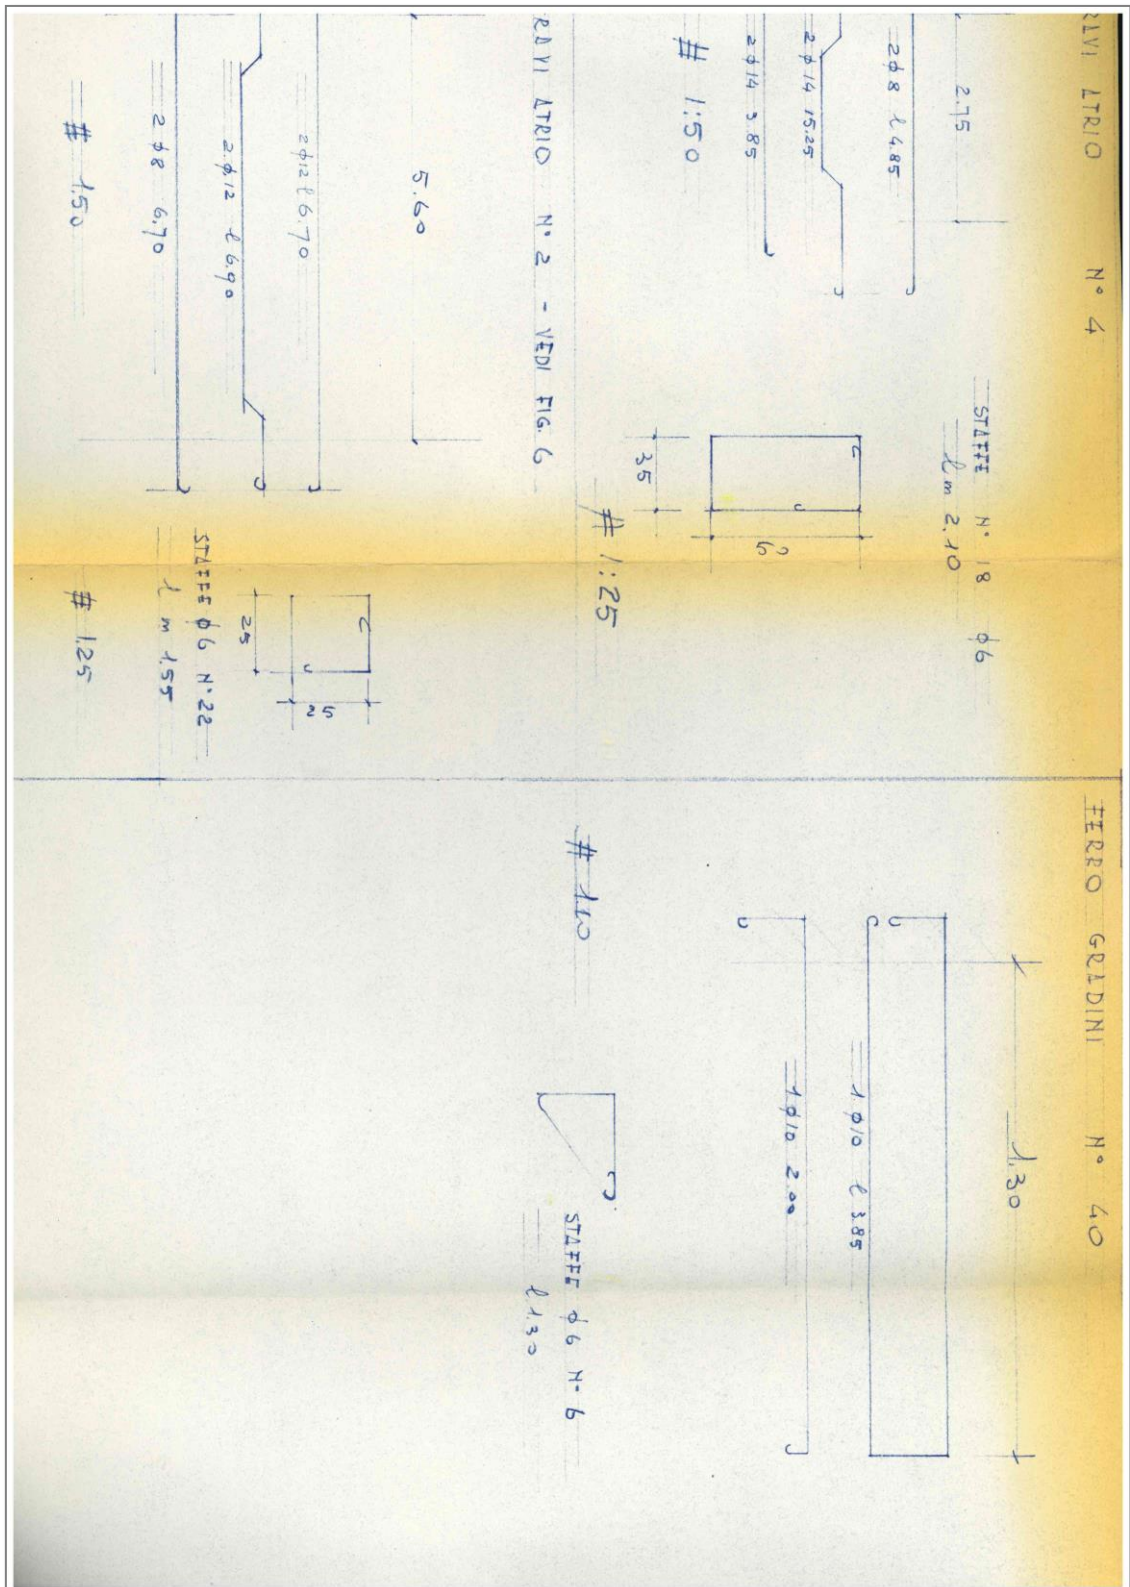 RAVI ATRIO N° 4
2.75
2ϕ8 l 4.85
2ϕ14 15.25
2ϕ14 3.85
# 1:50
STAFFE N° 18 ϕ6
l m 2.10
35
50
# 1:25
RAVI ATRIO N° 2 - VEDI FIG. 6
5.60
2ϕ12 l 6.70
2ϕ12 l 6.90
2ϕ8 6.70
# 1.50
25
25
STAFFE ϕ6 N° 22
l m 1.55
# 1.25
FERRO GRADINI N° 40
1.30
1ϕ10 l 3.85
1ϕ10 2.00
# 1.10
STAFFE ϕ6 N° 6
l 1.30